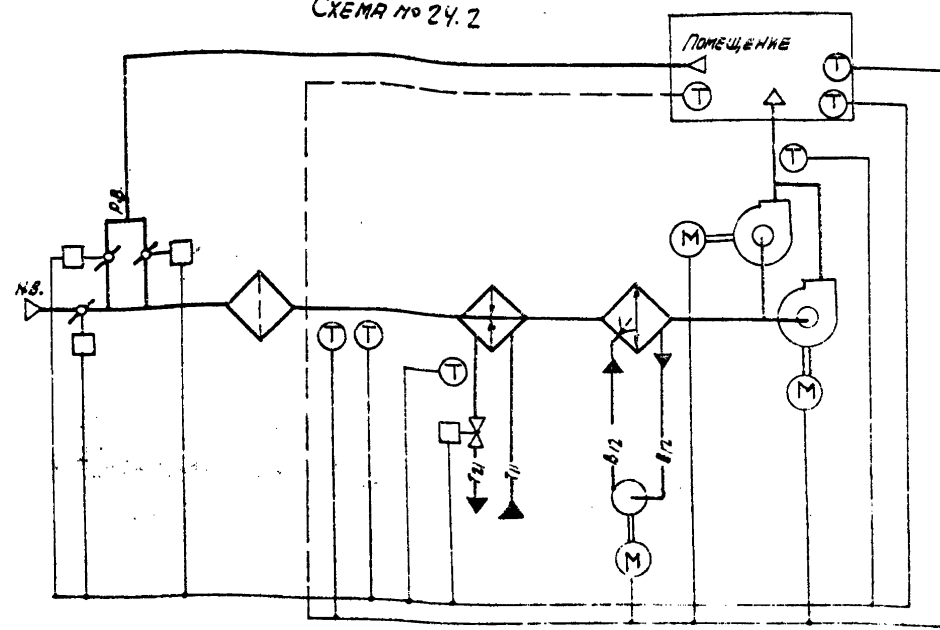 СХЕМА № 24.2
ПОМЕЩЕНИЕ
T
T
T
T
Р.В.
М
Н.В.
T
T
T
М
Т21
Т11
В12
В12
М